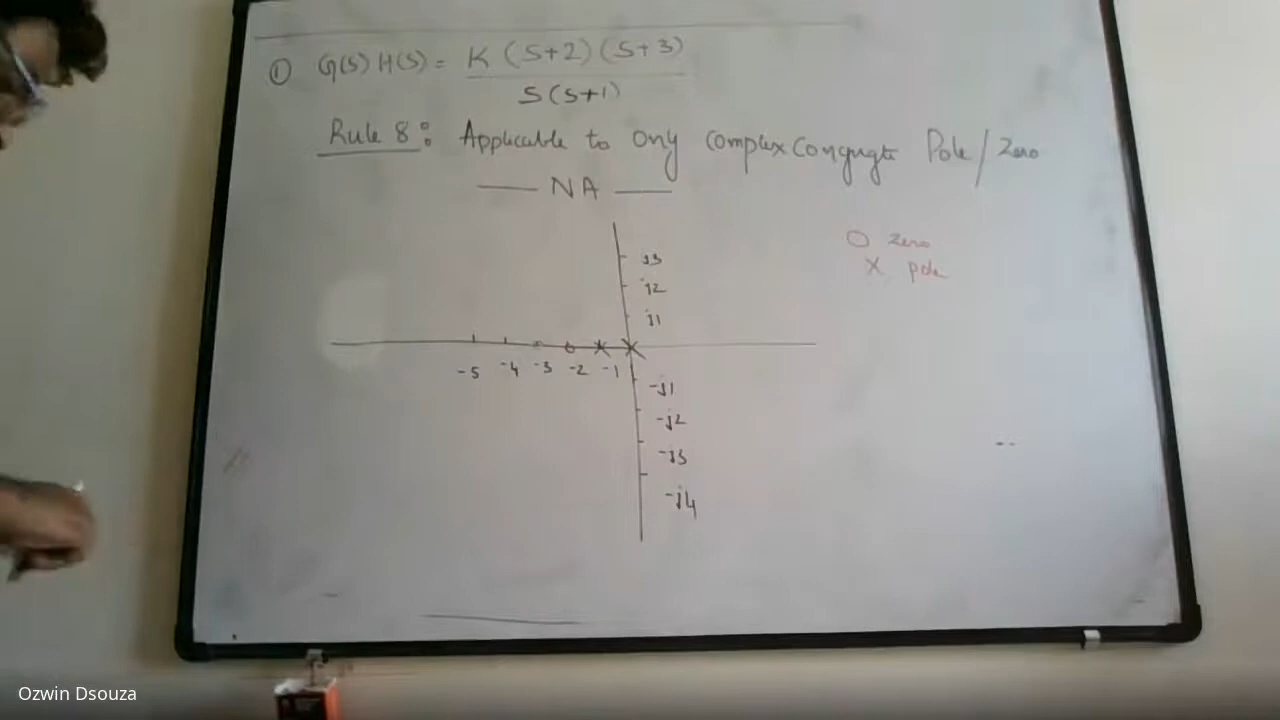 ① G(s) H(s) = K (s+2) (s+3) / s(s+1)
Rule 8: Applicable to only complex Conjugate Pole / Zero
— NA —
O zero
X pole
j3
j2
j1
-5 -4 -3 -2 -1
-j1
-j2
-j3
-j4
Ozwin Dsouza